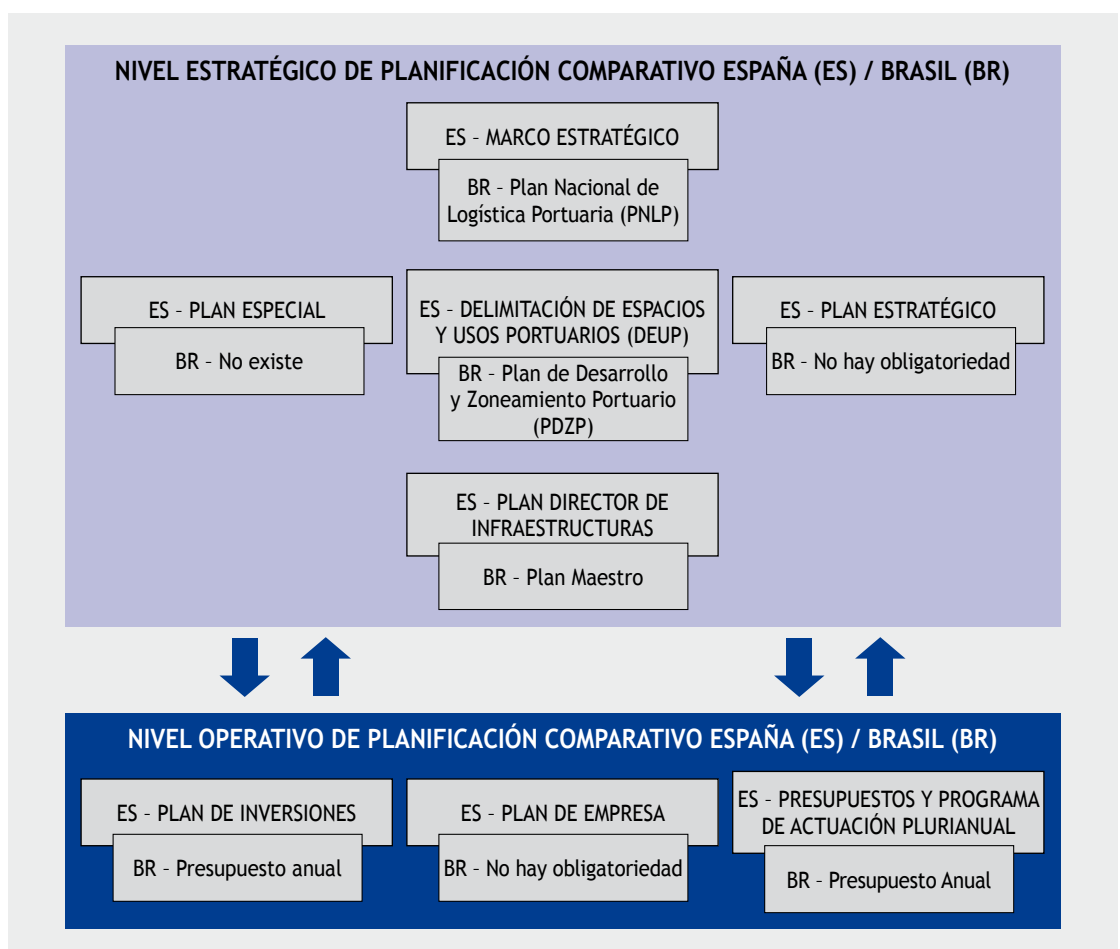 NIVEL ESTRATÉGICO DE PLANIFICACIÓN COMPARATIVO ESPAÑA (ES) / BRASIL (BR)
ES – MARCO ESTRATÉGICO
BR – Plan Nacional de
Logística Portuaria (PNLP)
ES – PLAN ESPECIAL
BR – No existe
ES – DELIMITACIÓN DE ESPACIOS
Y USOS PORTUARIOS (DEUP)
BR – Plan de Desarrollo
y Zoneamiento Portuario
(PDZP)
ES – PLAN ESTRATÉGICO
BR – No hay obligatoriedad
ES – PLAN DIRECTOR DE
INFRAESTRUCTURAS
BR – Plan Maestro
NIVEL OPERATIVO DE PLANIFICACIÓN COMPARATIVO ESPAÑA (ES) / BRASIL (BR)
ES – PLAN DE INVERSIONES
BR – Presupuesto anual
ES – PLAN DE EMPRESA
BR – No hay obligatoriedad
ES – PRESUPUESTOS Y PROGRAMA
DE ACTUACIÓN PLURIANUAL
BR – Presupuesto Anual